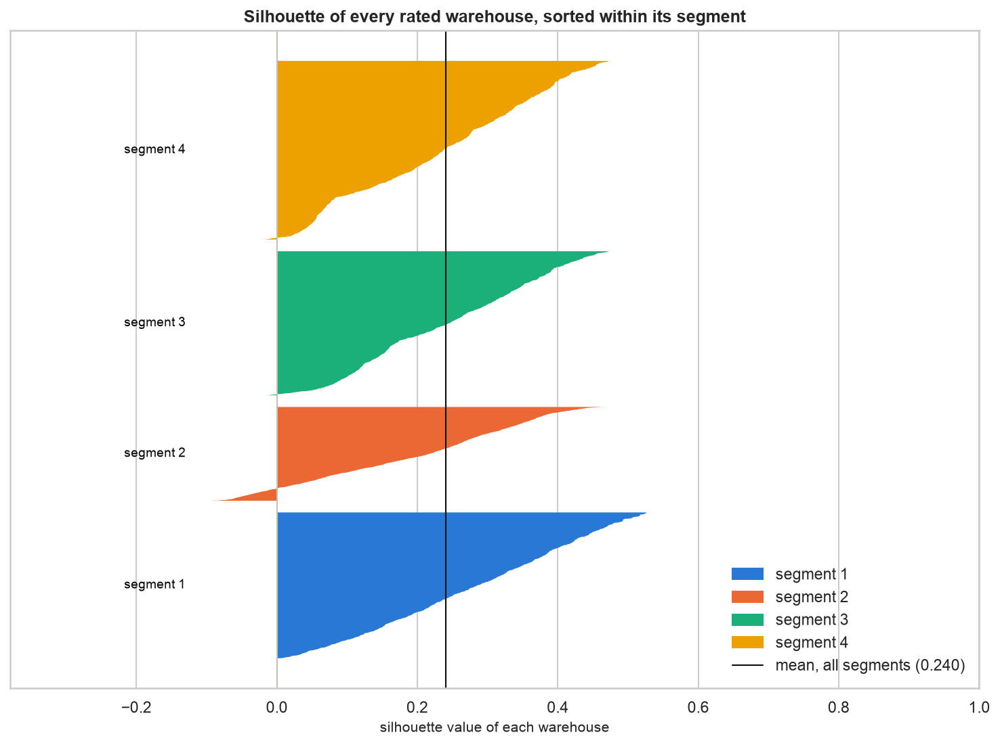 Silhouette of every rated warehouse, sorted within its segment
segment 4
segment 3
segment 2
segment 1
segment 1
segment 2
segment 3
segment 4
mean, all segments (0.240)
−0.2 0.0 0.2 0.4 0.6 0.8 1.0
silhouette value of each warehouse